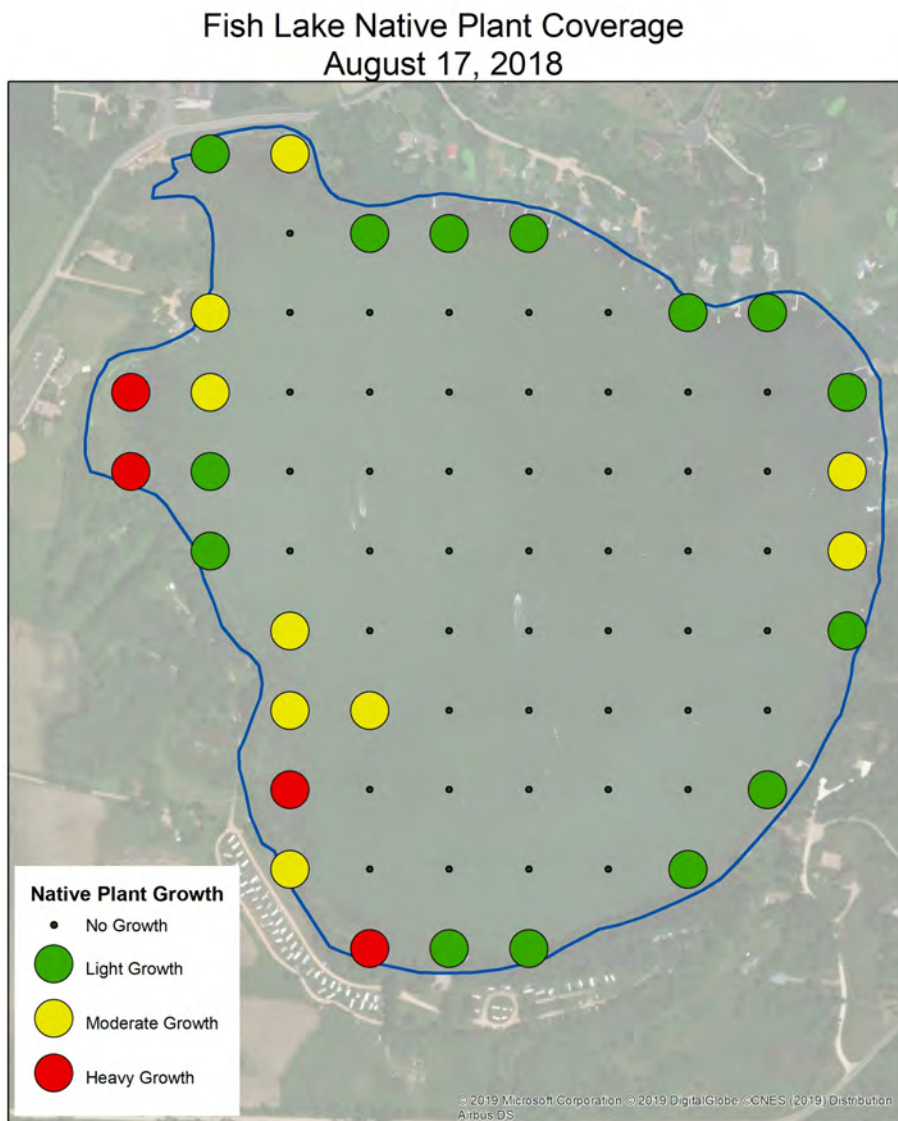 Fish Lake Native Plant Coverage
August 17, 2018
Native Plant Growth
No Growth
Light Growth
Moderate Growth
Heavy Growth
© 2019 Microsoft Corporation © 2019 DigitalGlobe ©CNES (2019) Distribution
Airbus DS